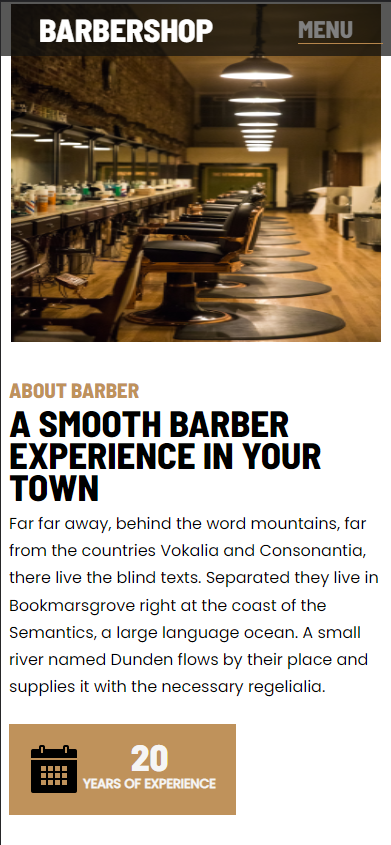 BARBERSHOP MENU
ABOUT BARBER
A SMOOTH BARBER
EXPERIENCE IN YOUR
TOWN
Far far away, behind the word mountains, far
from the countries Vokalia and Consonantia,
there live the blind texts. Separated they live in
Bookmarsgrove right at the coast of the
Semantics, a large language ocean. A small
river named Dunden flows by their place and
supplies it with the necessary regelialia.
20
YEARS OF EXPERIENCE